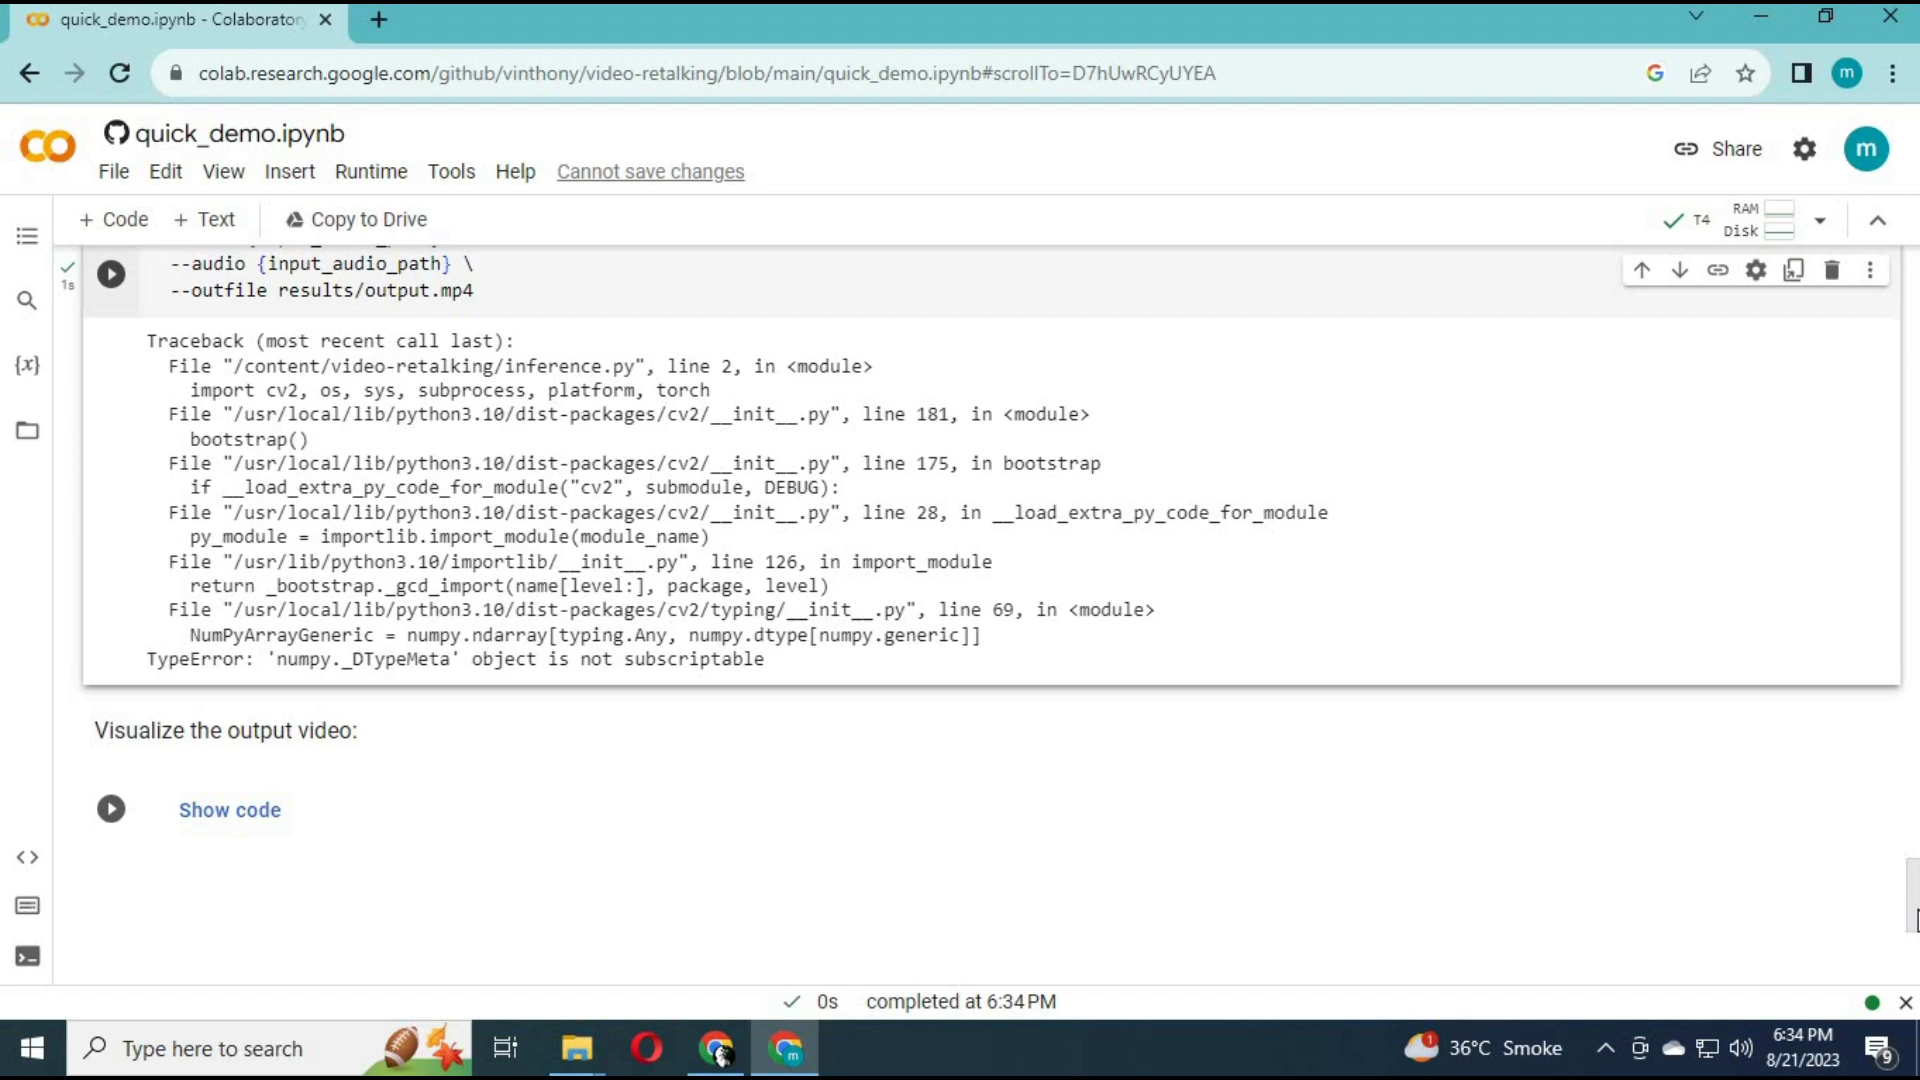 quick_demo.ipynb - Colaborator
colab.research.google.com/github/vinthony/video-retalking/blob/main/quick_demo.ipynb#scrollTo=D7hUwRCyUYEA
G
m
CO
quick_demo.ipynb
File Edit View Insert Runtime Tools Help Cannot save changes
Share
m
+ Code + Text Copy to Drive
T4
RAM
Disk
--audio {input_audio_path} \
1s
--outfile results/output.mp4
{x}
Traceback (most recent call last):
File "/content/video-retalking/inference.py", line 2, in <module>
import cv2, os, sys, subprocess, platform, torch
File "/usr/local/lib/python3.10/dist-packages/cv2/__init__.py", line 181, in <module>
bootstrap()
File "/usr/local/lib/python3.10/dist-packages/cv2/__init__.py", line 175, in bootstrap
if __load_extra_py_code_for_module("cv2", submodule, DEBUG):
File "/usr/local/lib/python3.10/dist-packages/cv2/__init__.py", line 28, in __load_extra_py_code_for_module
py_module = importlib.import_module(module_name)
File "/usr/lib/python3.10/importlib/__init__.py", line 126, in import_module
return _bootstrap._gcd_import(name[level:], package, level)
File "/usr/local/lib/python3.10/dist-packages/cv2/typing/__init__.py", line 69, in <module>
NumPyArrayGeneric = numpy.ndarray[typing.Any, numpy.dtype[numpy.generic]]
TypeError: 'numpy._DTypeMeta' object is not subscriptable
Visualize the output video:
Show code
0s completed at 6:34 PM
Type here to search
m
1
36°C Smoke
6:34 PM
8/21/2023
9